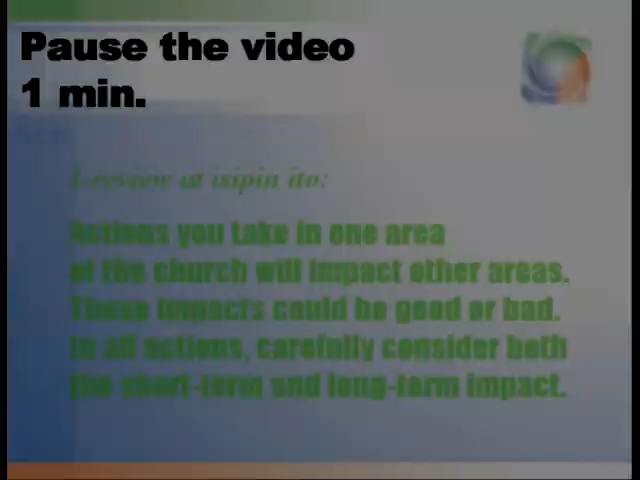 Pause the video
1 min.
I-review at isipin ito:
Actions you take in one area
of the church will impact other areas.
These impacts could be good or bad.
In all actions, carefully consider both
the short-term and long-term impact.